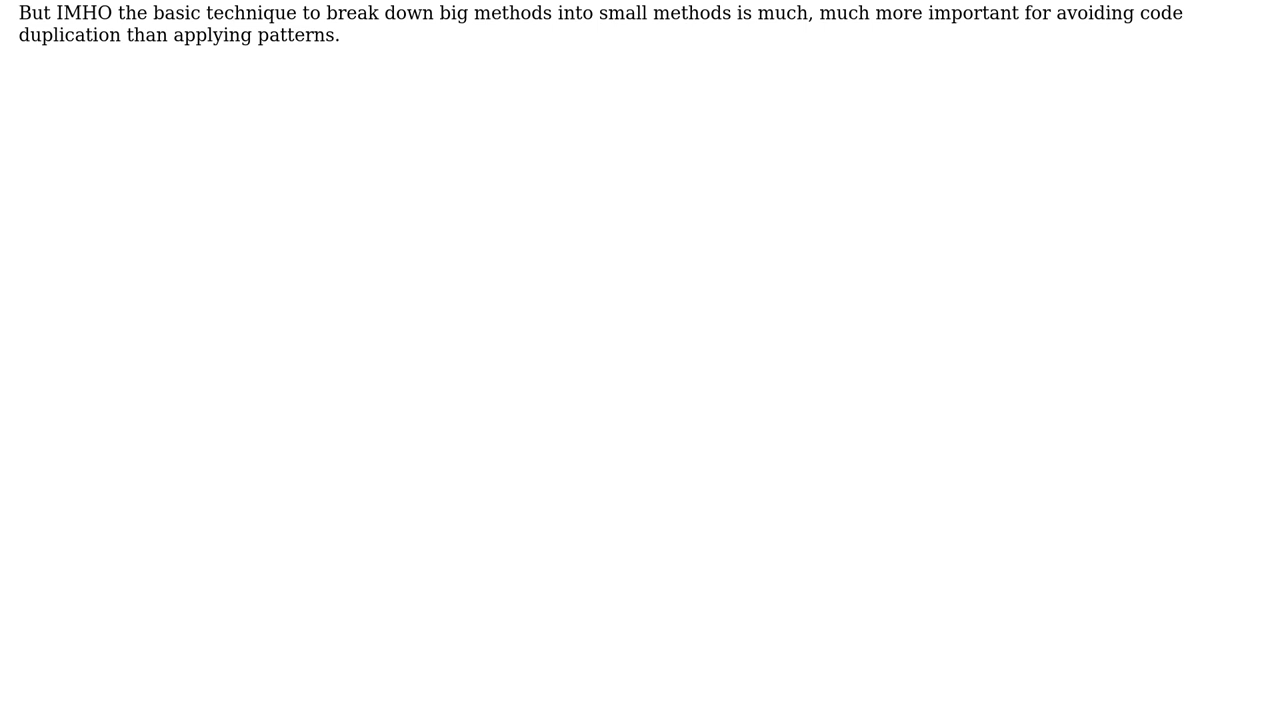 But IMHO the basic technique to break down big methods into small methods is much, much more important for avoiding code
duplication than applying patterns.